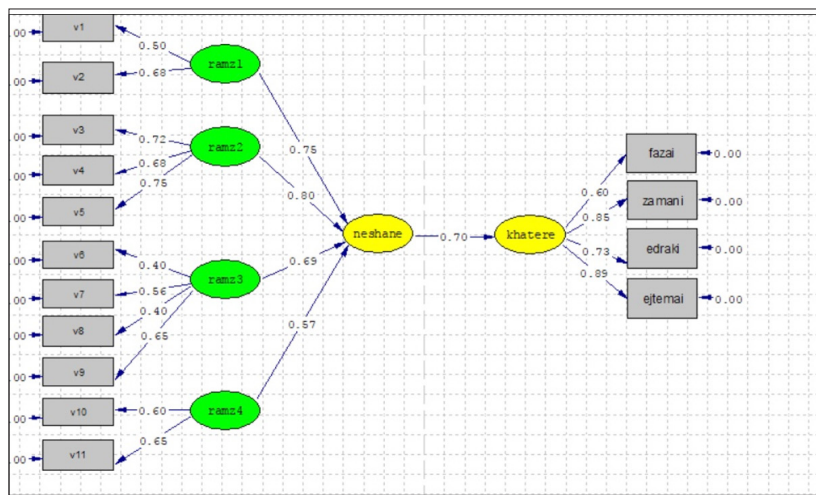 v1
.00
0.50
ramz1
v2
.00
0.68
v3
.00
0.72
ramz2
v4
.00
0.68
v5
.00
0.75
0.75
0.80
v6
.00
0.40
ramz3
v7
.00
0.56
v8
.00
0.40
v9
.00
0.65
0.69
v10
.00
0.60
ramz4
v11
.00
0.65
0.57
neshane
0.70
khatere
0.60
fazai
0.00
0.85
zamani
0.00
0.73
edraki
0.00
0.89
ejtemai
0.00